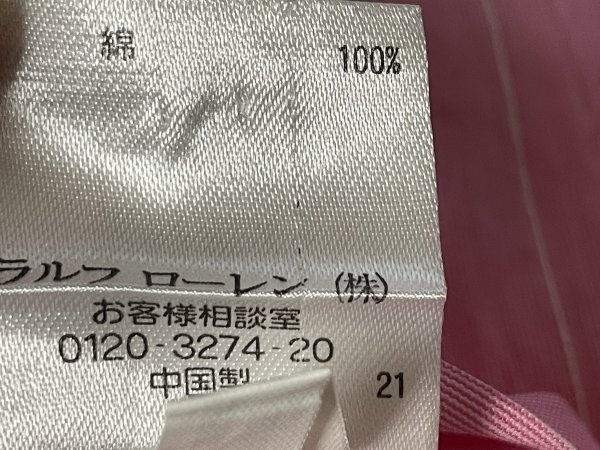 綿 100%
ラルフ ローレン (株)
お客様相談室
0120-3274-20
中国製 21